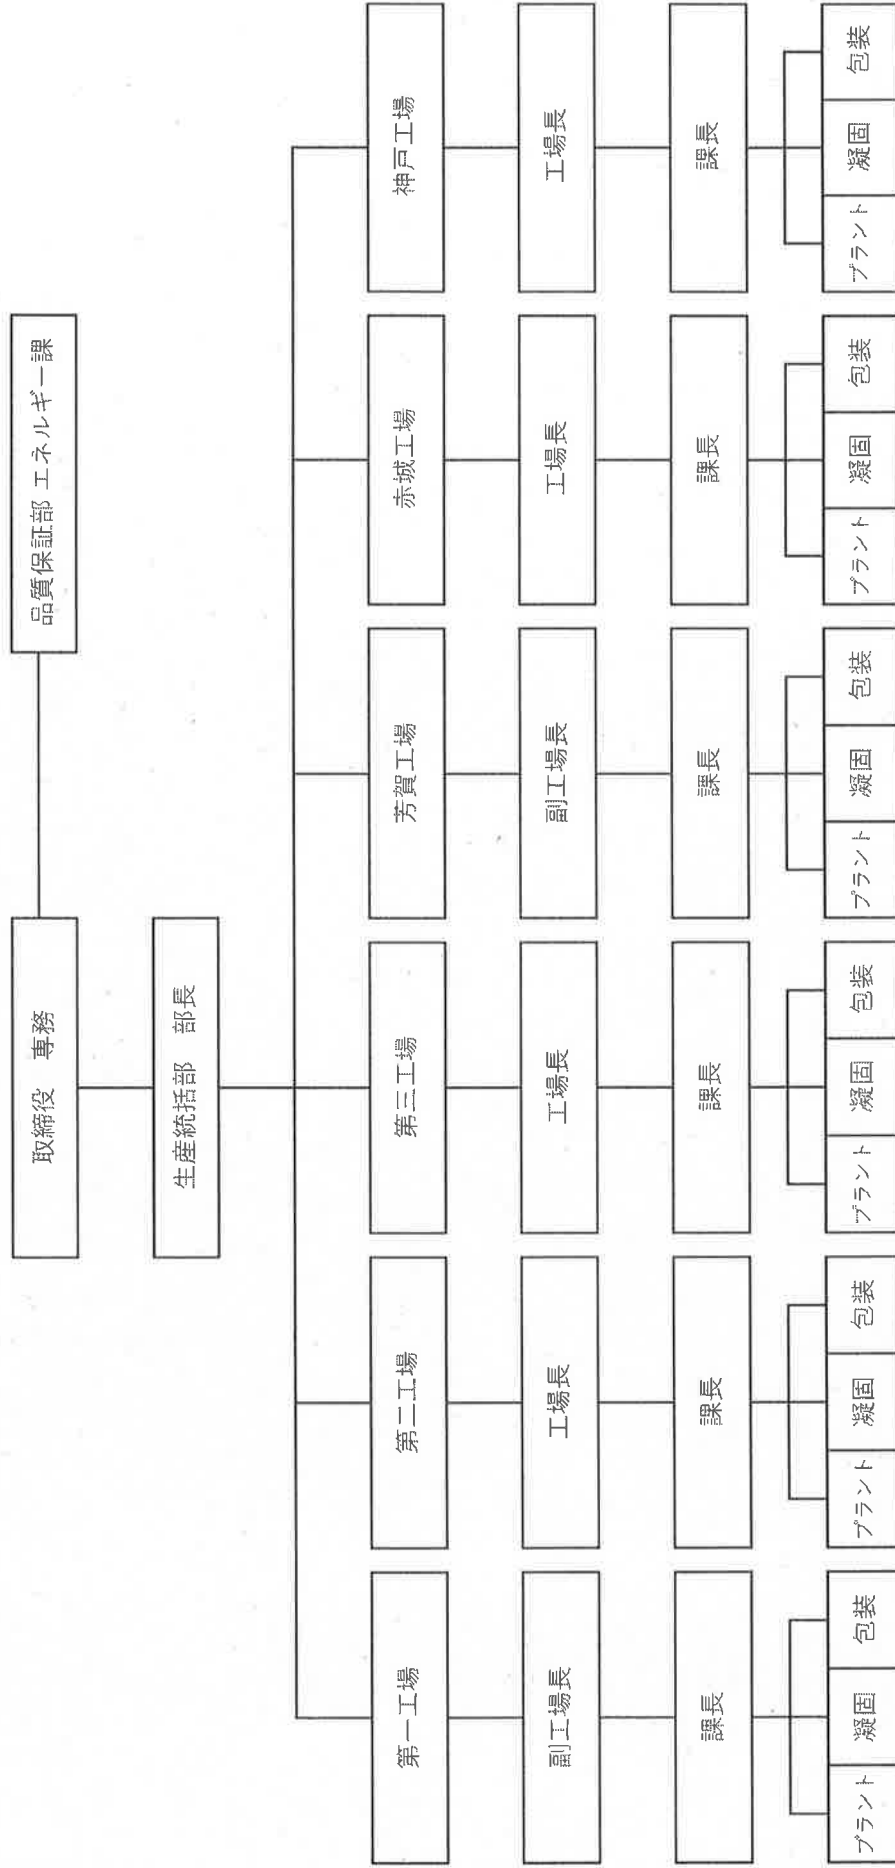 取締役　専務
品質保証部 エネルギー課
生産統括部　部長
第一工場
第二工場
第三工場
芳賀工場
赤城工場
神戸工場
副工場長
工場長
工場長
副工場長
工場長
工場長
課長
課長
課長
課長
課長
課長
プラント
凝固
包装
プラント
凝固
包装
プラント
凝固
包装
プラント
凝固
包装
プラント
凝固
包装
プラント
凝固
包装